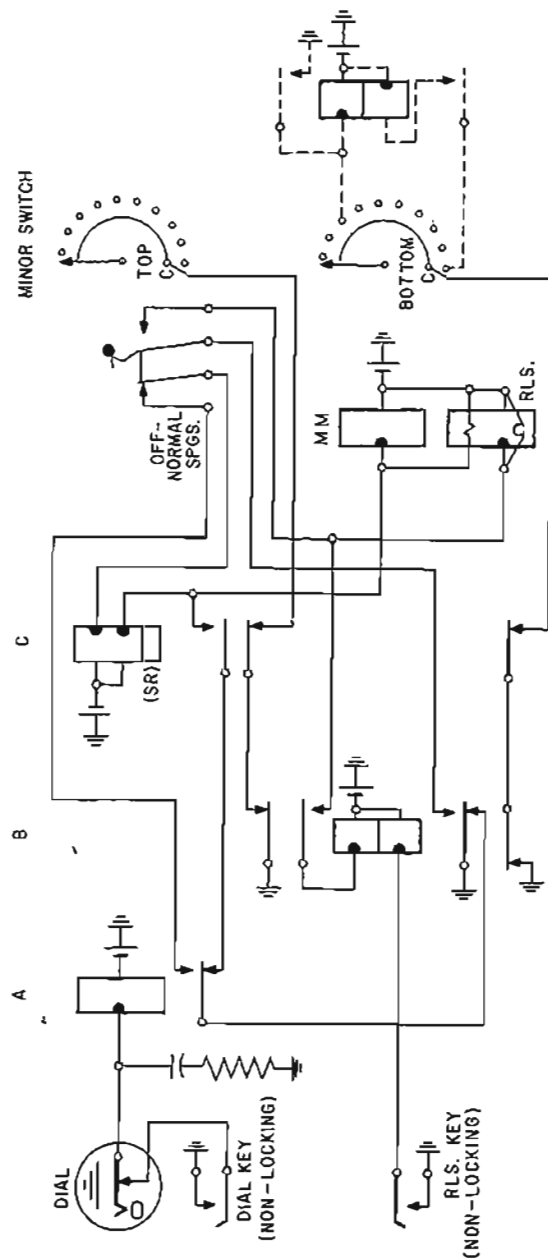 DIAL
DIAL KEY
(NON-LOCKING)
RLS. KEY
(NON-LOCKING)
A
B
C
(SR)
OFF-
NORMAL
SPGS.
MM
RLS.
MINOR SWITCH
TOP
C
BOTTOM
C